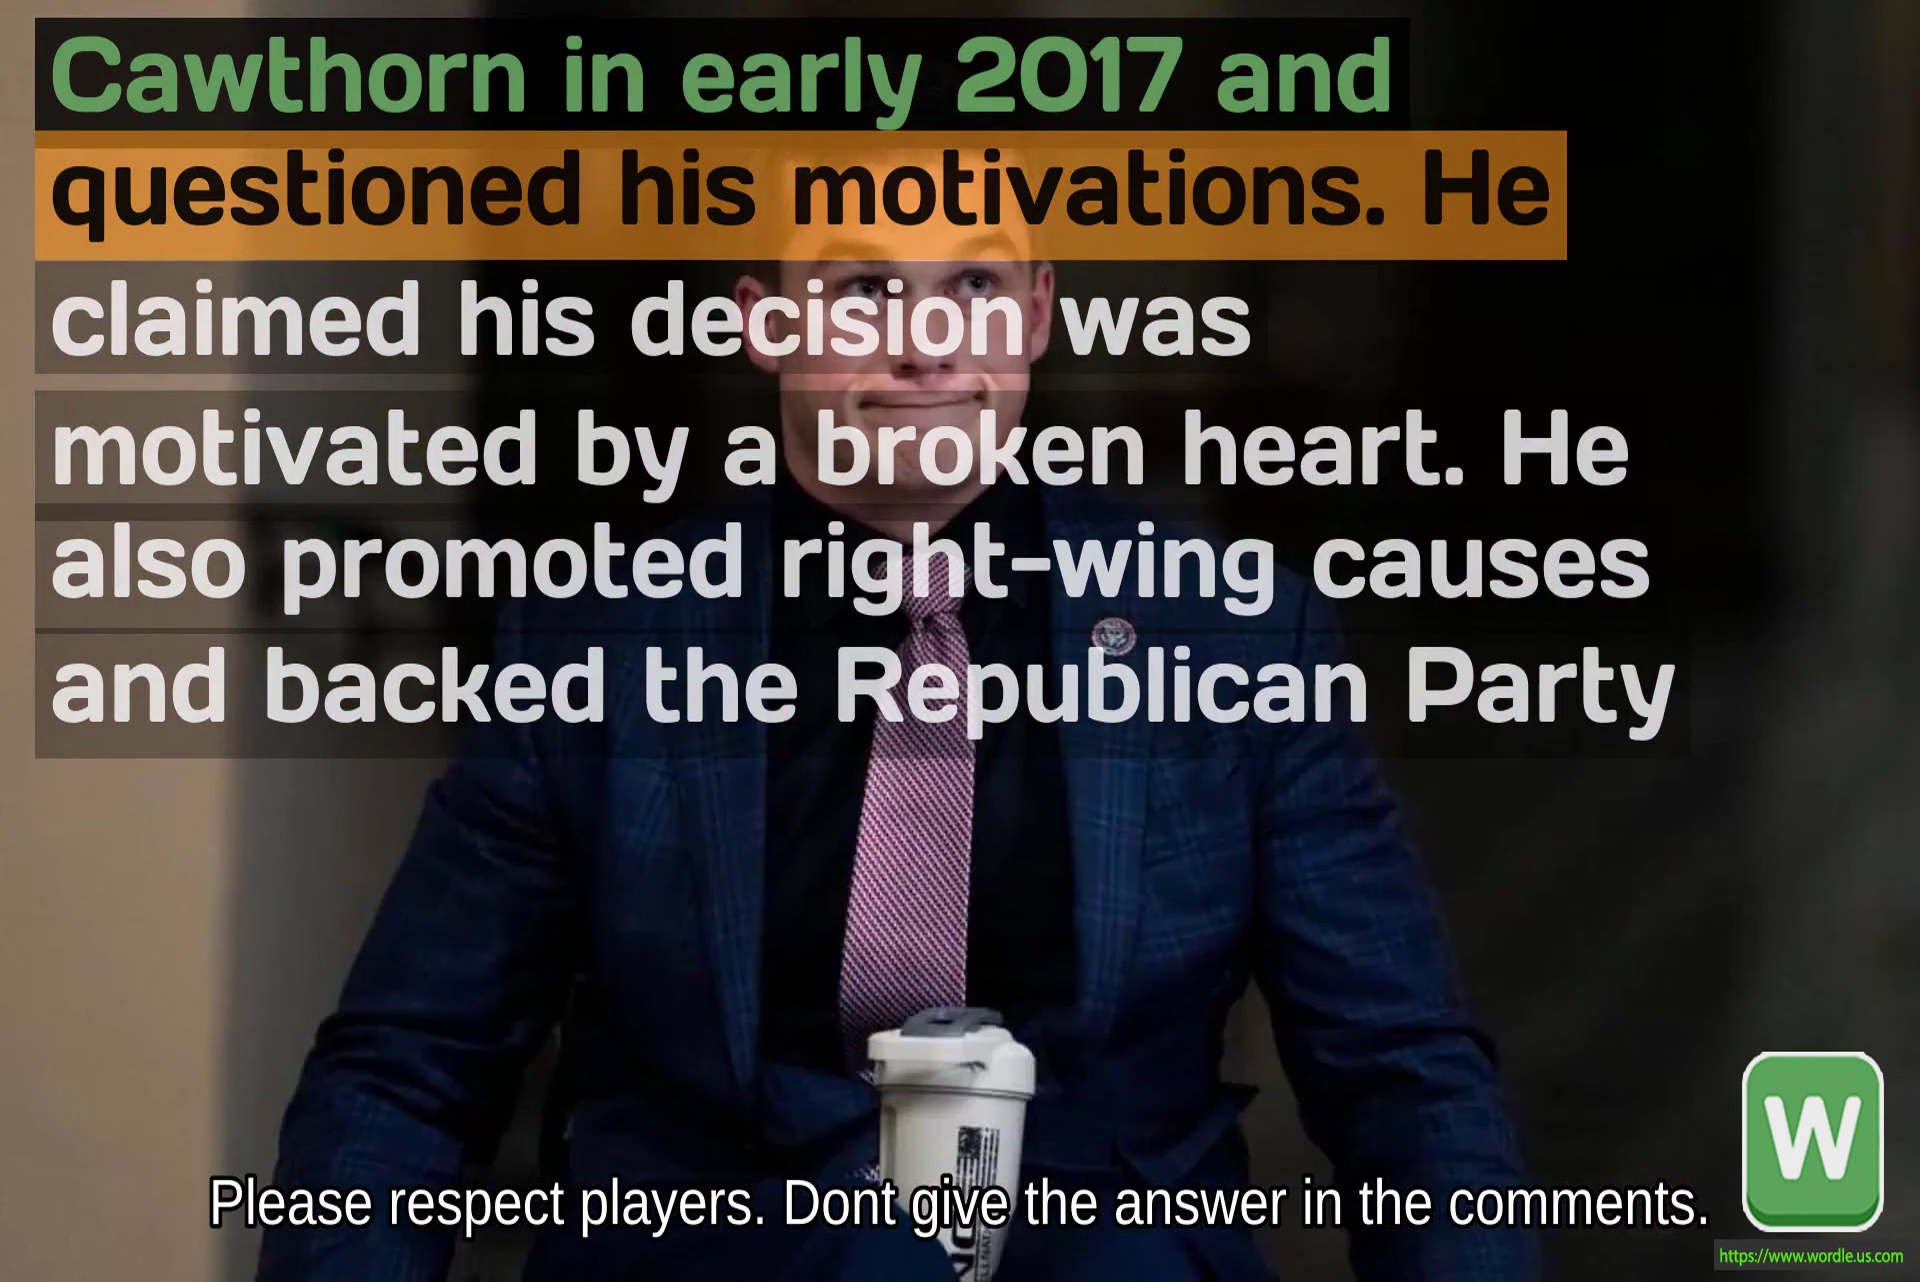 Cawthorn in early 2017 and
questioned his motivations. He
claimed his decision was
motivated by a broken heart. He
also promoted right-wing causes
and backed the Republican Party
Please respect players. Dont give the answer in the comments.
W
https://www.wordle.us.com